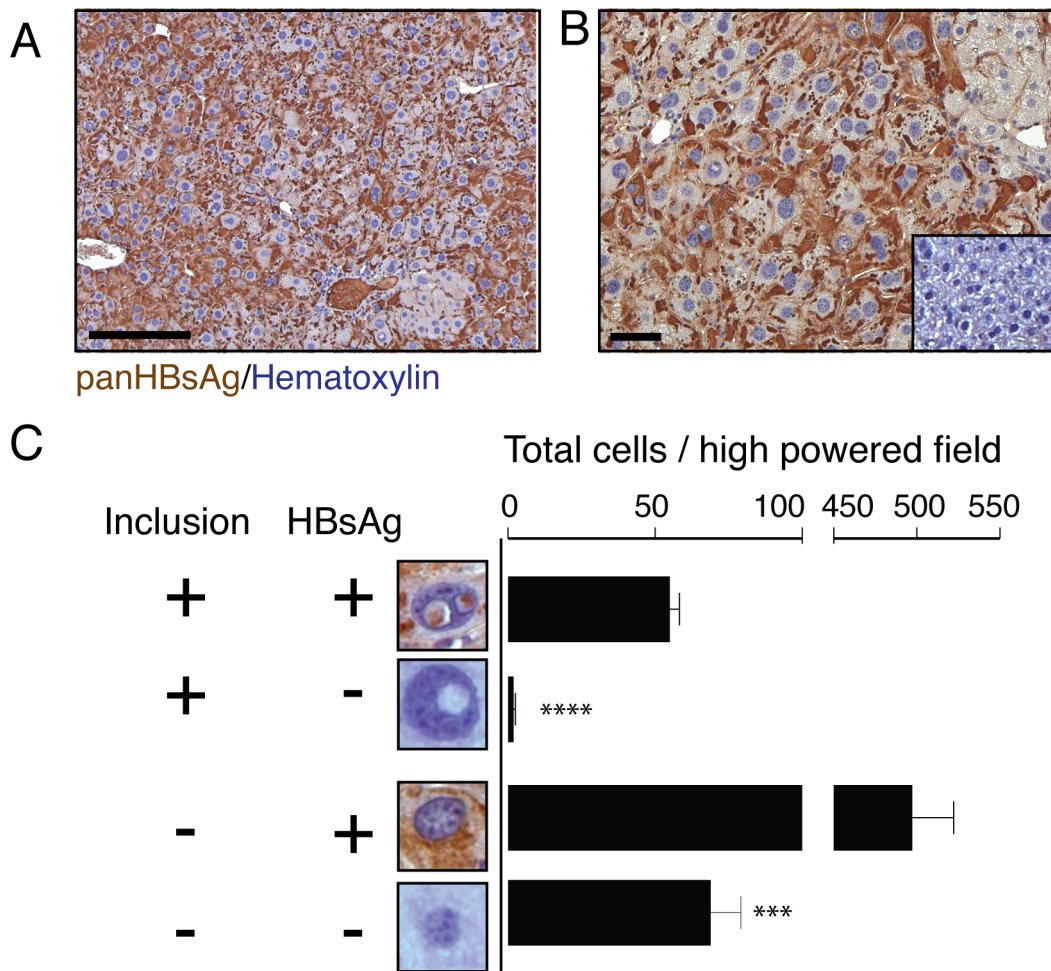 A
B
panHBsAg/Hematoxylin
C
Total cells / high powered field
0 50 100 450 500 550
Inclusion HBsAg
+ +
+ - ****
- +
- - ***